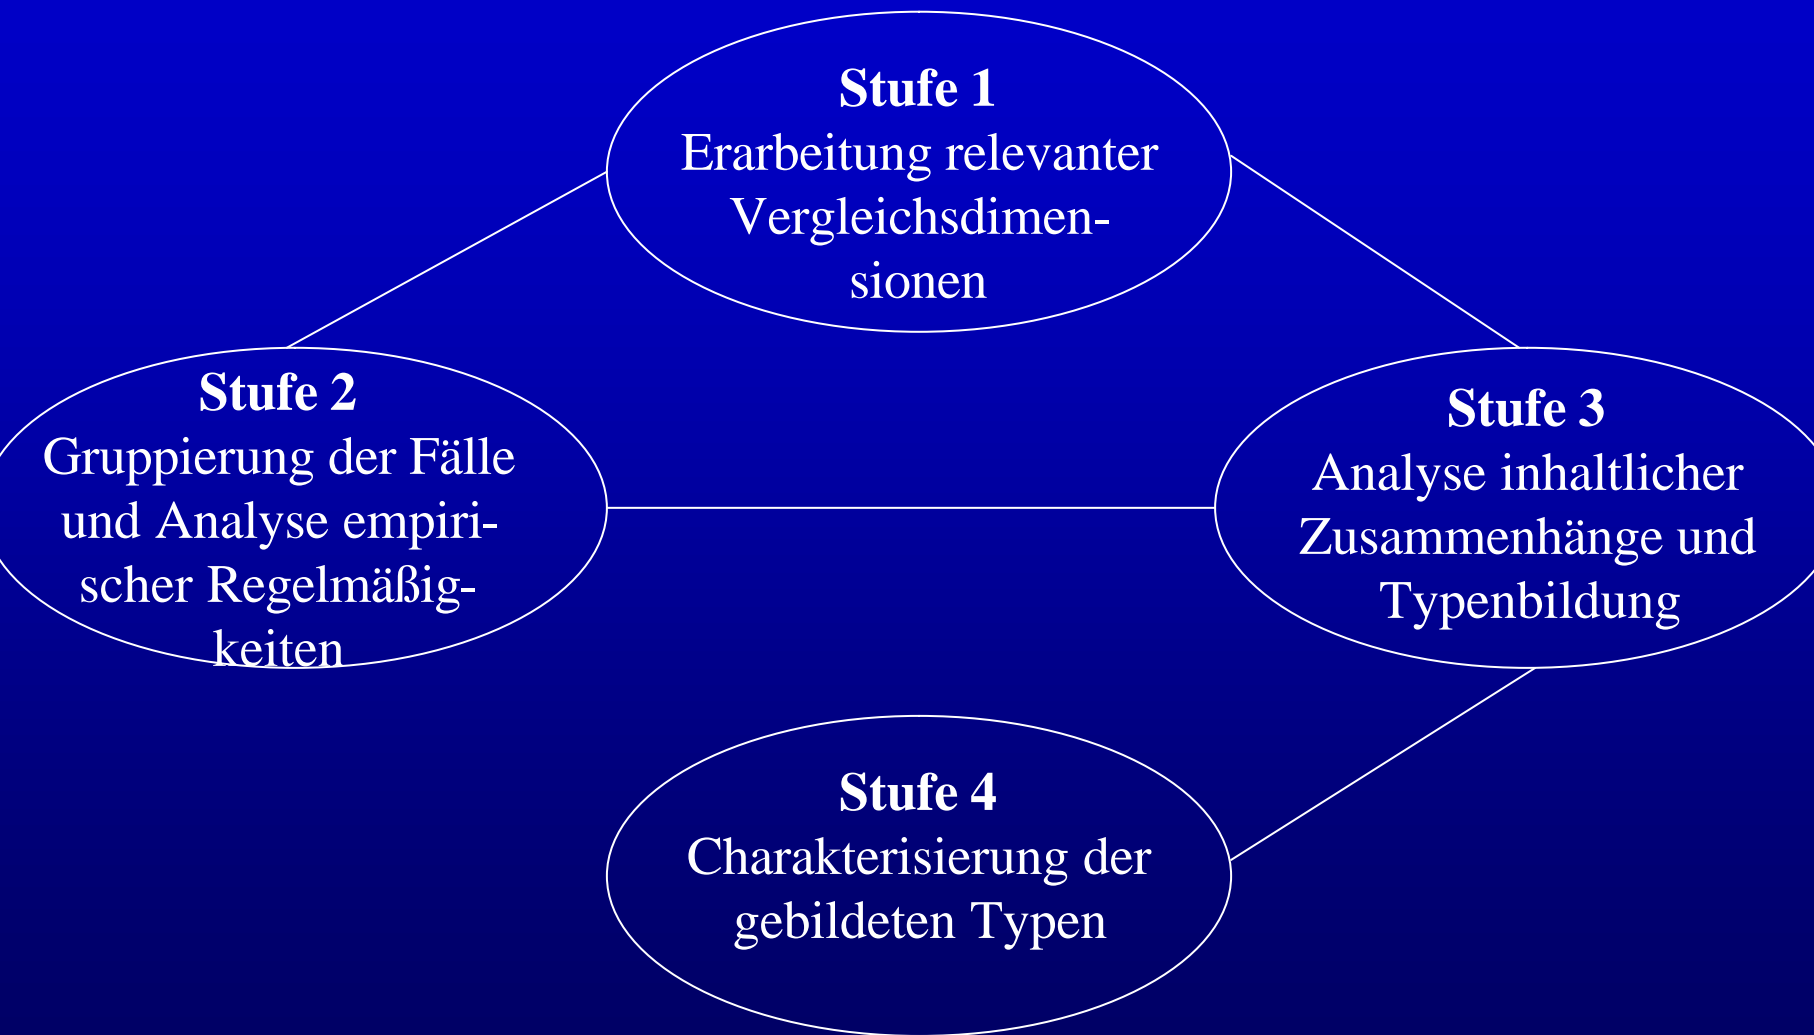 Stufe 1
Erarbeitung relevanter
Vergleichsdimen-
sionen
Stufe 2
Gruppierung der Fälle
und Analyse empiri-
scher Regelmäßig-
keiten
Stufe 3
Analyse inhaltlicher
Zusammenhänge und
Typenbildung
Stufe 4
Charakterisierung der
gebildeten Typen